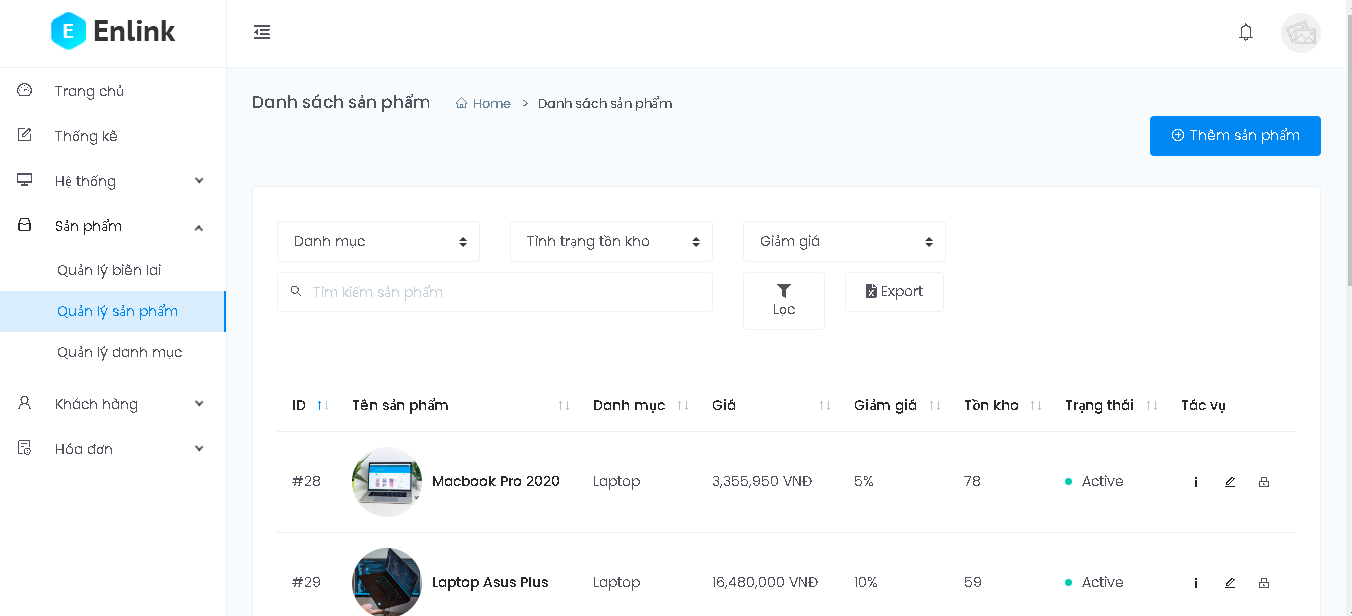 E Enlink
Trang chủ
Thống kê
Hệ thống
Sản phẩm
Quản lý biên lai
Quản lý sản phẩm
Quản lý danh mục
Khách hàng
Hóa đơn
Danh sách sản phẩm Home > Danh sách sản phẩm
Thêm sản phẩm
Danh mục Tình trạng tồn kho Giảm giá
Tìm kiếm sản phẩm Lọc Export
ID Tên sản phẩm Danh mục Giá Giảm giá Tồn kho Trạng thái Tác vụ
#28 Macbook Pro 2020 Laptop 3,355,950 VNĐ 5% 78 Active
#29 Laptop Asus Plus Laptop 16,480,000 VNĐ 10% 59 Active